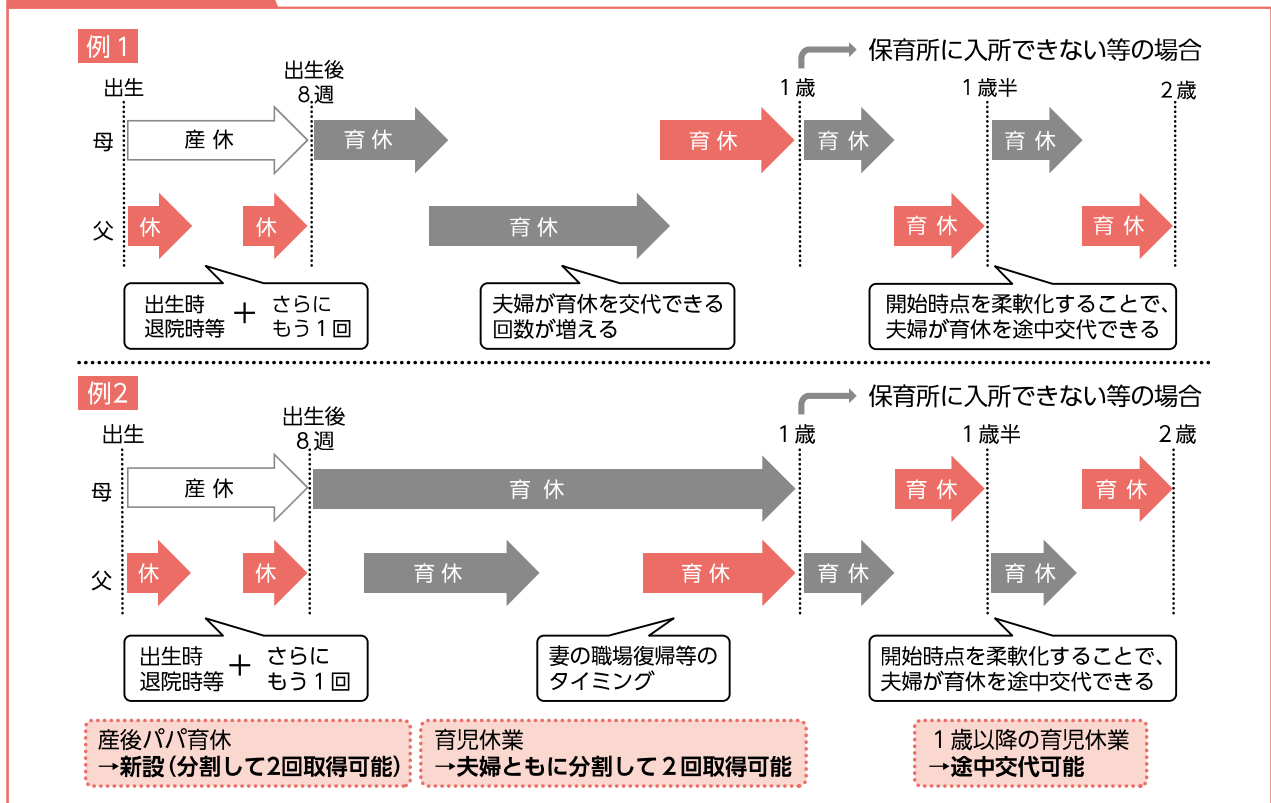 例1
保育所に入所できない等の場合
出生
出生後
8週
1歳
1歳半
2歳
母
産休
育休
育休
育休
育休
父
休
休
育休
育休
育休
出生時
退院時等
+
さらに
もう1回
夫婦が育休を交代できる
回数が増える
開始時点を柔軟化することで、
夫婦が育休を途中交代できる
例2
保育所に入所できない等の場合
出生
出生後
8週
1歳
1歳半
2歳
母
産休
育休
育休
育休
父
休
休
育休
育休
育休
育休
出生時
退院時等
+
さらに
もう1回
妻の職場復帰等の
タイミング
開始時点を柔軟化することで、
夫婦が育休を途中交代できる
産後パパ育休
→新設(分割して2回取得可能)
育児休業
→夫婦ともに分割して2回取得可能
1歳以降の育児休業
→途中交代可能